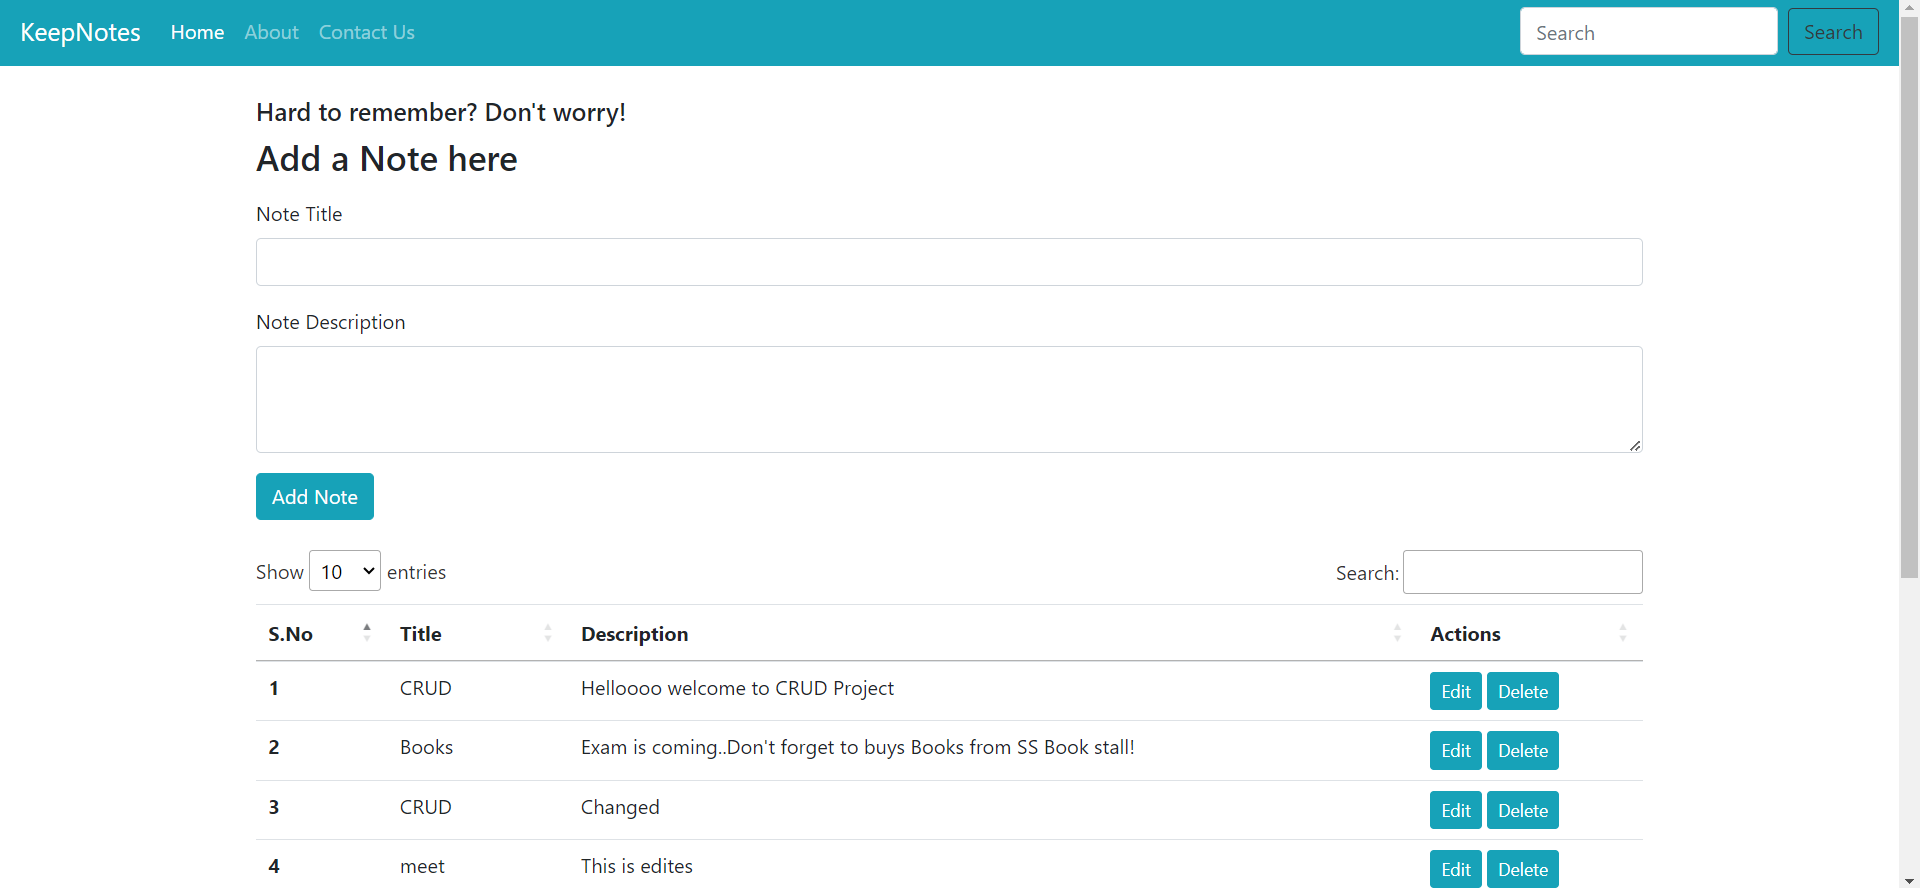 KeepNotes Home About Contact Us Search Search
Hard to remember? Don't worry!
Add a Note here
Note Title
Note Description
Add Note
Show 10 entries Search:
S.No Title Description Actions
1 CRUD Helloooo welcome to CRUD Project Edit Delete
2 Books Exam is coming..Don't forget to buys Books from SS Book stall! Edit Delete
3 CRUD Changed Edit Delete
4 meet This is edites Edit Delete